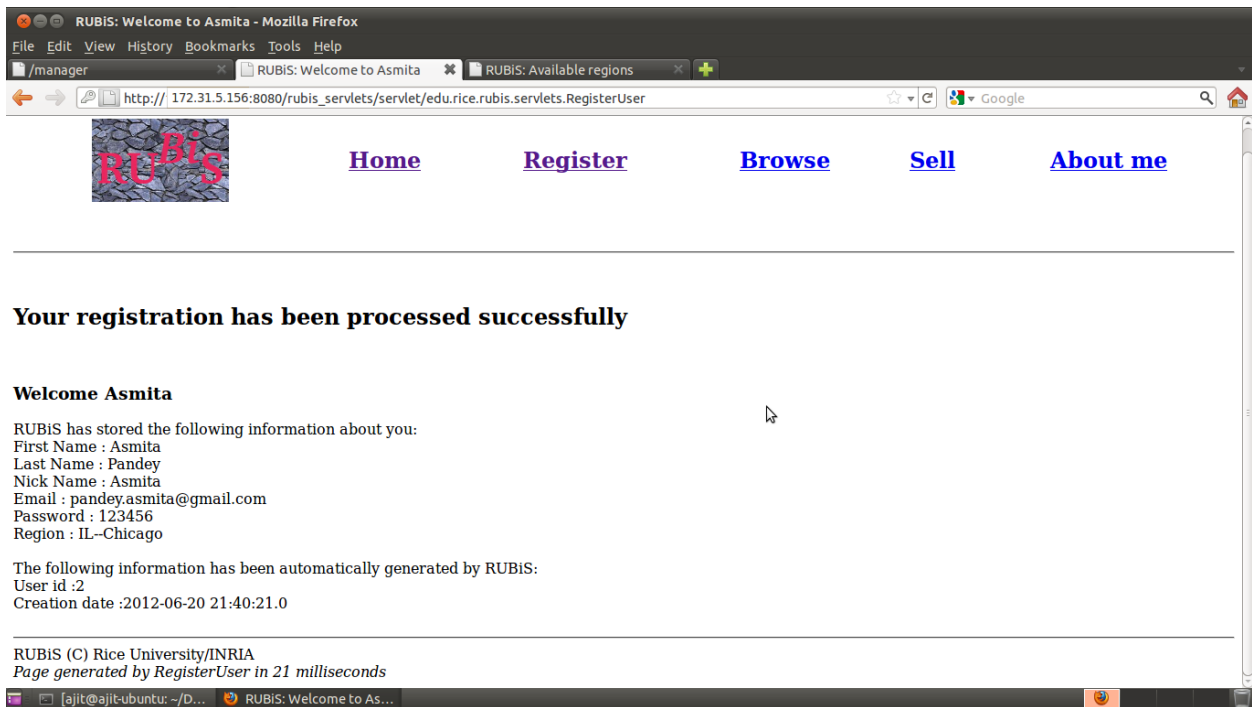 RUBiS: Welcome to Asmita - Mozilla Firefox
File Edit View History Bookmarks Tools Help
/manager RUBiS: Welcome to Asmita RUBiS: Available regions
http://172.31.5.156:8080/rubis_servlets/servlet/edu.rice.rubis.servlets.RegisterUser Google
RUBiS Home Register Browse Sell About me
Your registration has been processed successfully
Welcome Asmita
RUBiS has stored the following information about you:
First Name : Asmita
Last Name : Pandey
Nick Name : Asmita
Email : pandey.asmita@gmail.com
Password : 123456
Region : IL--Chicago
The following information has been automatically generated by RUBiS:
User id :2
Creation date :2012-06-20 21:40:21.0
RUBiS (C) Rice University/INRIA
Page generated by RegisterUser in 21 milliseconds
[ajit@ajit-ubuntu: ~/D... RUBiS: Welcome to As...